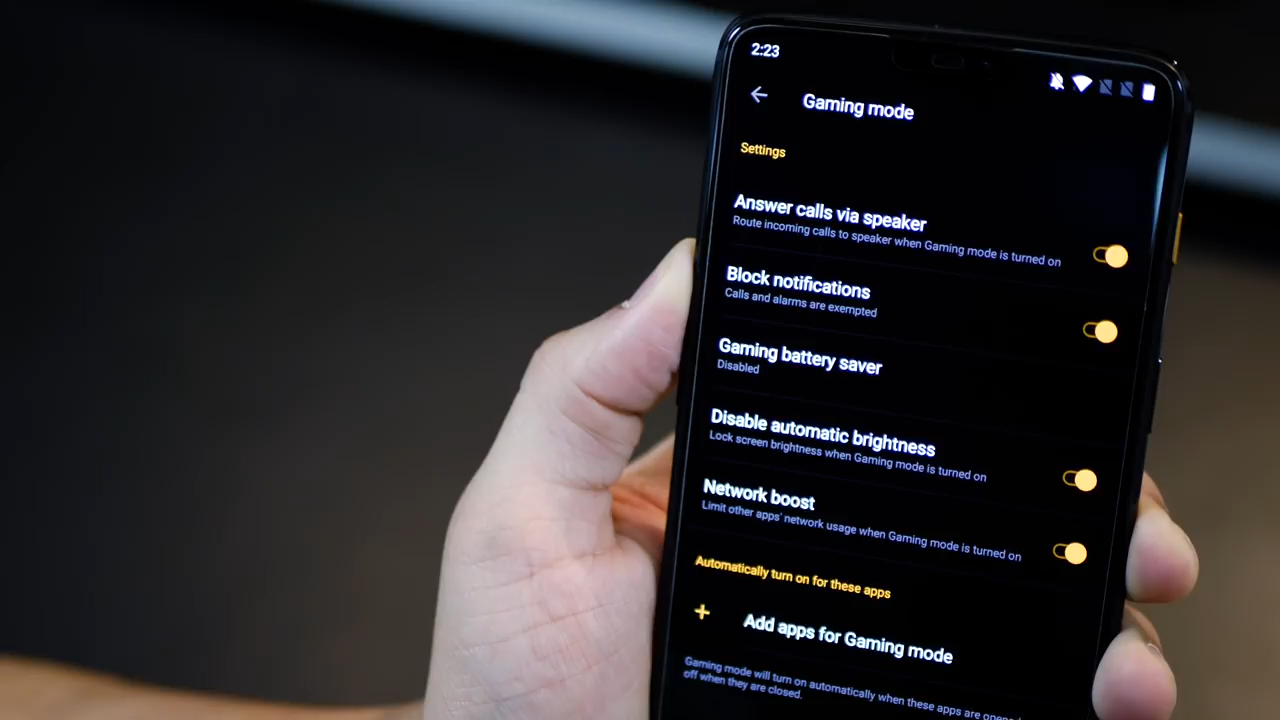 2:23
Gaming mode
Settings
Answer calls via speaker
Route incoming calls to speaker when Gaming mode is turned on
Block notifications
Calls and alarms are exempted
Gaming battery saver
Disabled
Disable automatic brightness
Lock screen brightness when Gaming mode is turned on
Network boost
Limit other apps' network usage when Gaming mode is turned on
Automatically turn on for these apps
+ Add apps for Gaming mode
Gaming mode will turn on automatically when these apps are
off when they are closed.